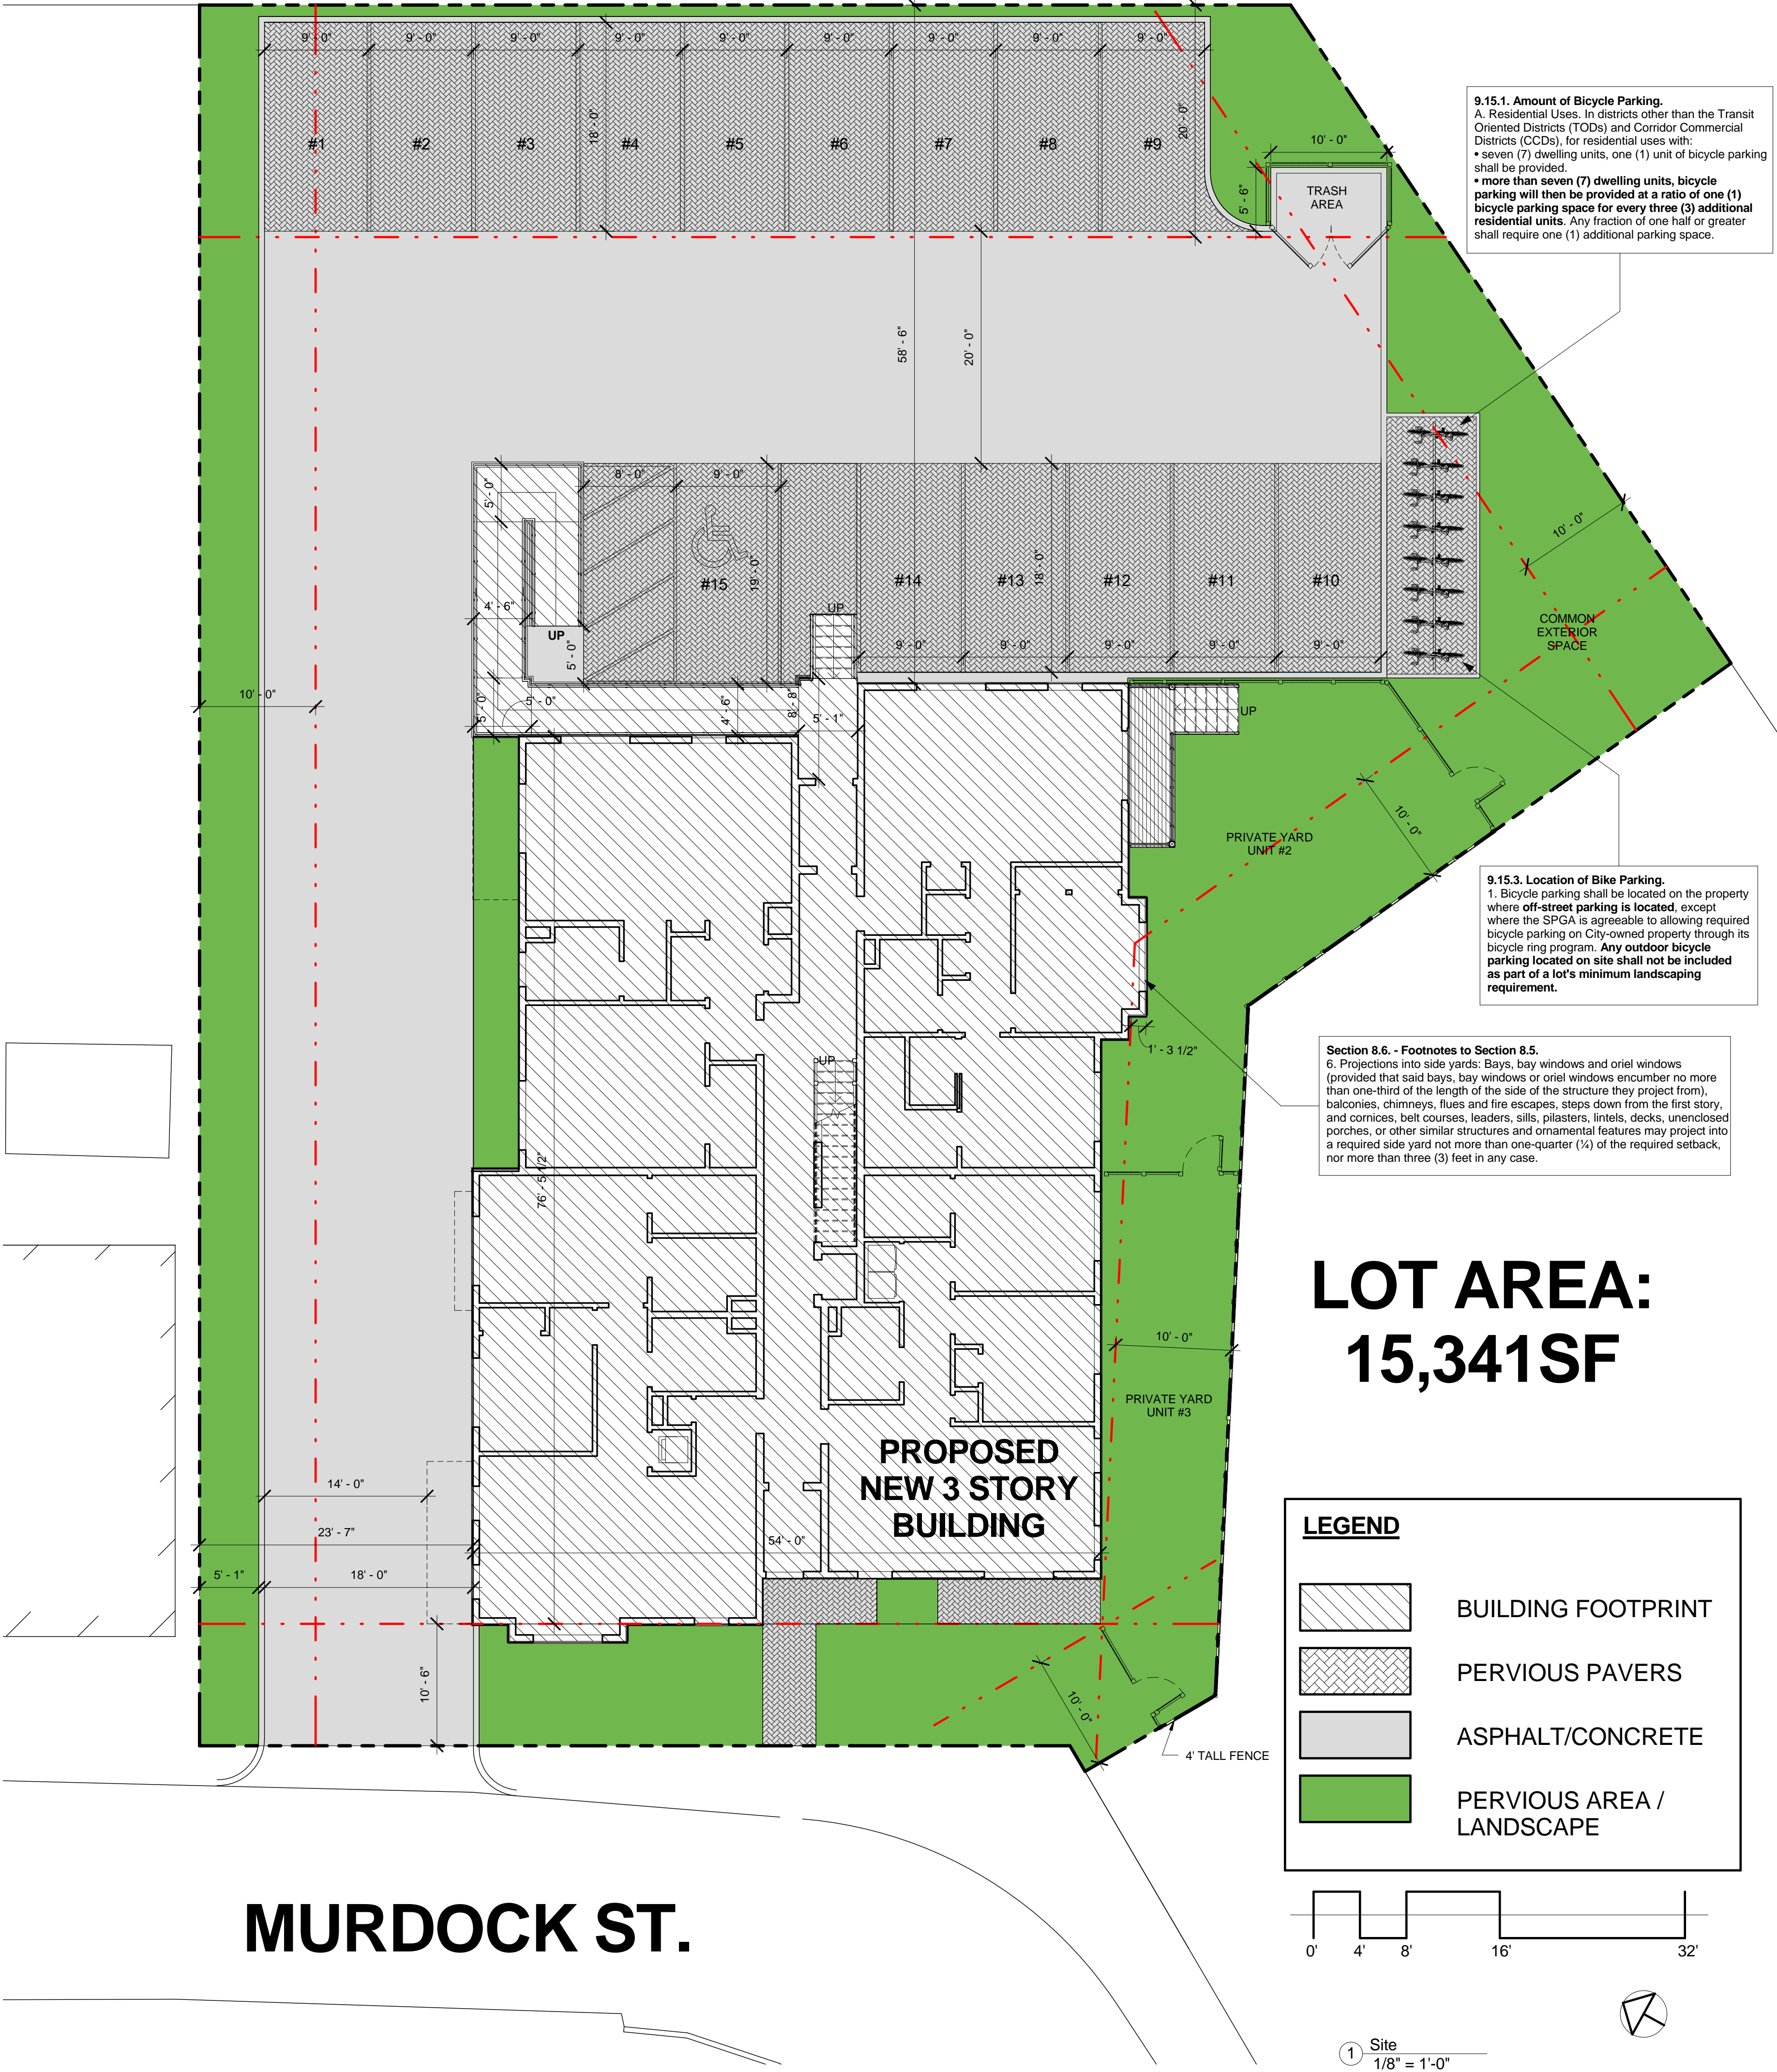 9' - 0"
9' - 0"
9' - 0"
9' - 0"
9' - 0"
9' - 0"
9' - 0"
9' - 0"
9' - 0"
18' - 0"
20' - 0"
#1
#2
#3
#4
#5
#6
#7
#8
#9
10' - 0"
5' - 6"
TRASH
AREA
9.15.1. Amount of Bicycle Parking.
A. Residential Uses. In districts other than the Transit
Oriented Districts (TODs) and Corridor Commercial
Districts (CCDs), for residential uses with:
• seven (7) dwelling units, one (1) unit of bicycle parking
shall be provided.
• more than seven (7) dwelling units, bicycle
parking will then be provided at a ratio of one (1)
bicycle parking space for every three (3) additional
residential units. Any fraction of one half or greater
shall require one (1) additional parking space.
58' - 6"
20' - 0"
5' - 0"
8' - 0"
9' - 0"
10' - 0"
19' - 0"
18' - 0"
#15
#14
#13
#12
#11
#10
4' - 6"
UP
5' - 0"
UP
9' - 0"
9' - 0"
9' - 0"
9' - 0"
9' - 0"
COMMON
EXTERIOR
SPACE
10' - 0"
5' - 0"
5' - 0"
4' - 6"
8' - 8"
5' - 1"
UP
10' - 0"
PRIVATE YARD
UNIT #2
9.15.3. Location of Bike Parking.
1. Bicycle parking shall be located on the property
where off-street parking is located, except
where the SPGA is agreeable to allowing required
bicycle parking on City-owned property through its
bicycle ring program. Any outdoor bicycle
parking located on site shall not be included
as part of a lot's minimum landscaping
requirement.
UP
1' - 3 1/2"
Section 8.6. - Footnotes to Section 8.5.
6. Projections into side yards: Bays, bay windows and oriel windows
(provided that said bays, bay windows or oriel windows encumber no more
than one-third of the length of the side of the structure they project from),
balconies, chimneys, flues and fire escapes, steps down from the first story,
and cornices, belt courses, leaders, sills, pilasters, lintels, decks, unenclosed
porches, or other similar structures and ornamental features may project into
a required side yard not more than one-quarter (¼) of the required setback,
nor more than three (3) feet in any case.
76' - 5 1/2"
LOT AREA:
15,341SF
10' - 0"
PRIVATE YARD
UNIT #3
PROPOSED
NEW 3 STORY
BUILDING
14' - 0"
23' - 7"
54' - 0"
5' - 1"
18' - 0"
10' - 6"
10' - 0"
4' TALL FENCE
LEGEND
BUILDING FOOTPRINT
PERVIOUS PAVERS
ASPHALT/CONCRETE
PERVIOUS AREA /
LANDSCAPE
MURDOCK ST.
0'
4'
8'
16'
32'
1
Site
1/8" = 1'-0"